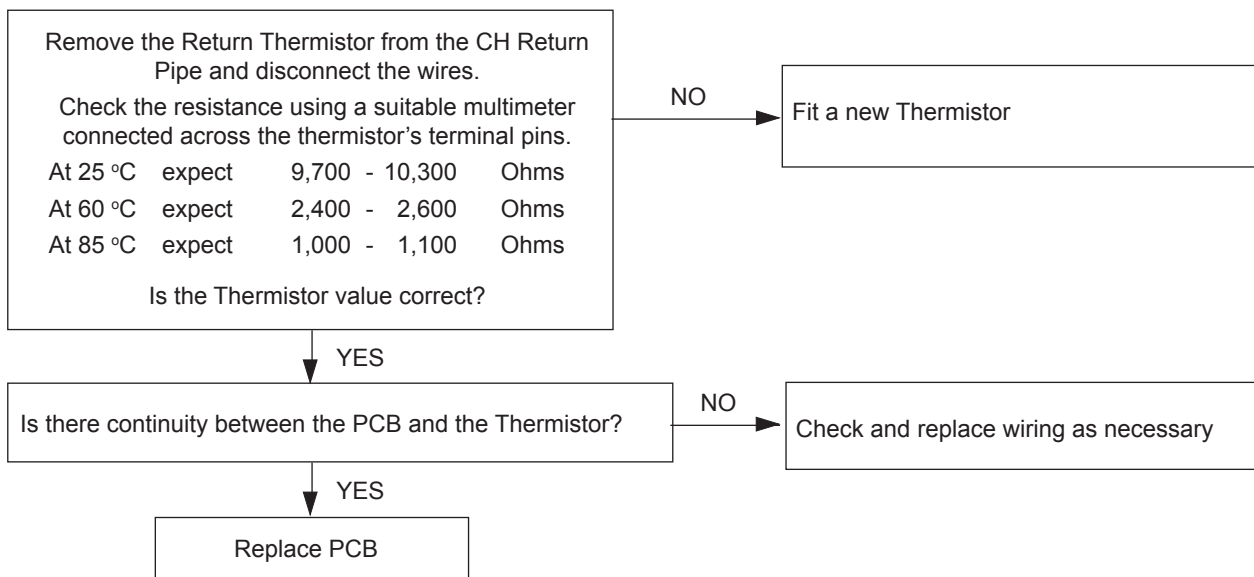 Remove the Return Thermistor from the CH Return
Pipe and disconnect the wires.
Check the resistance using a suitable multimeter
connected across the thermistor's terminal pins.
At 25 ºC expect 9,700 - 10,300 Ohms
At 60 ºC expect 2,400 - 2,600 Ohms
At 85 ºC expect 1,000 - 1,100 Ohms
Is the Thermistor value correct?
NO
Fit a new Thermistor
YES
Is there continuity between the PCB and the Thermistor?
NO
Check and replace wiring as necessary
YES
Replace PCB